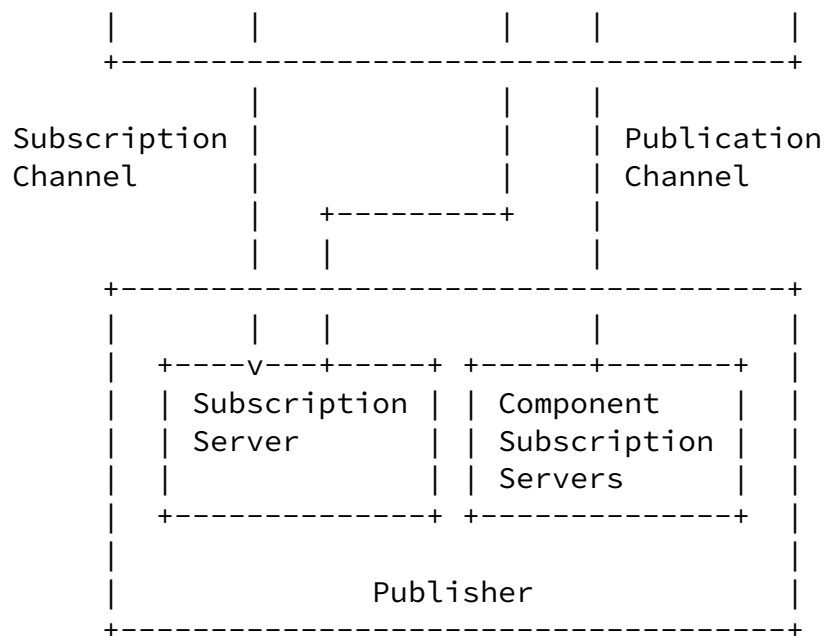 Subscription
Channel
Publication
Channel
Subscription
Server
Component
Subscription
Servers
Publisher